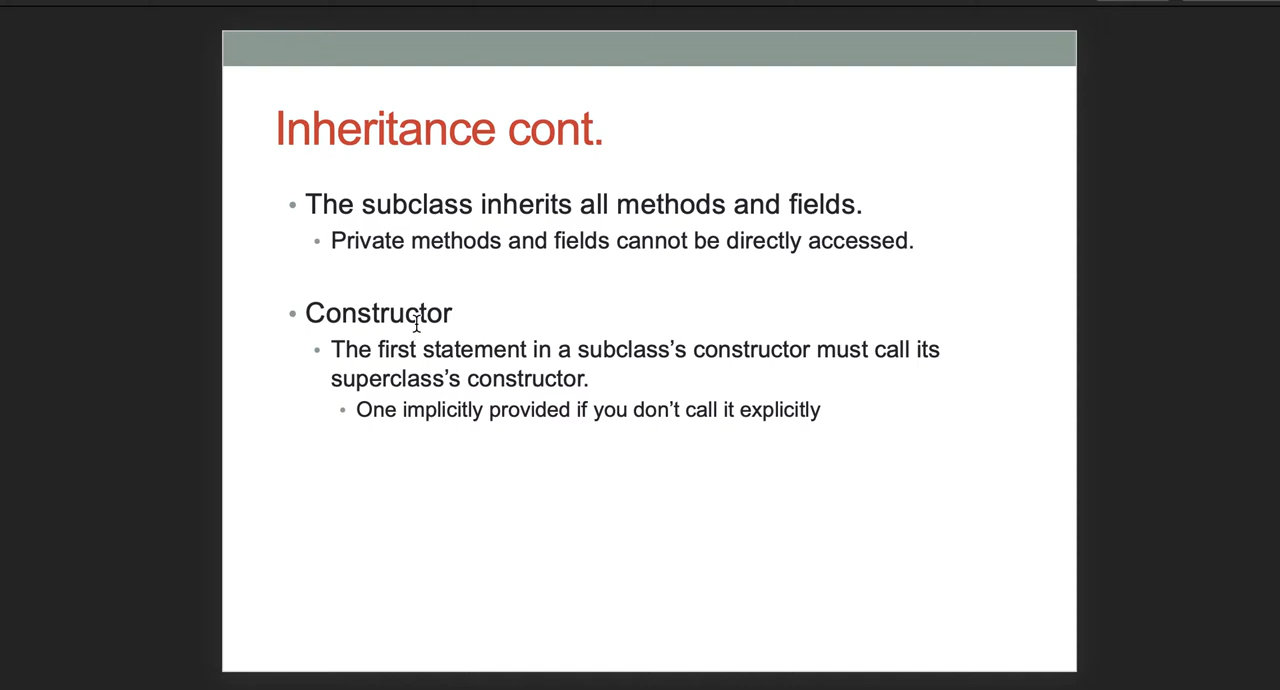 Inheritance cont.
• The subclass inherits all methods and fields.
• Private methods and fields cannot be directly accessed.
• Constructor
• The first statement in a subclass’s constructor must call its
superclass’s constructor.
• One implicitly provided if you don’t call it explicitly